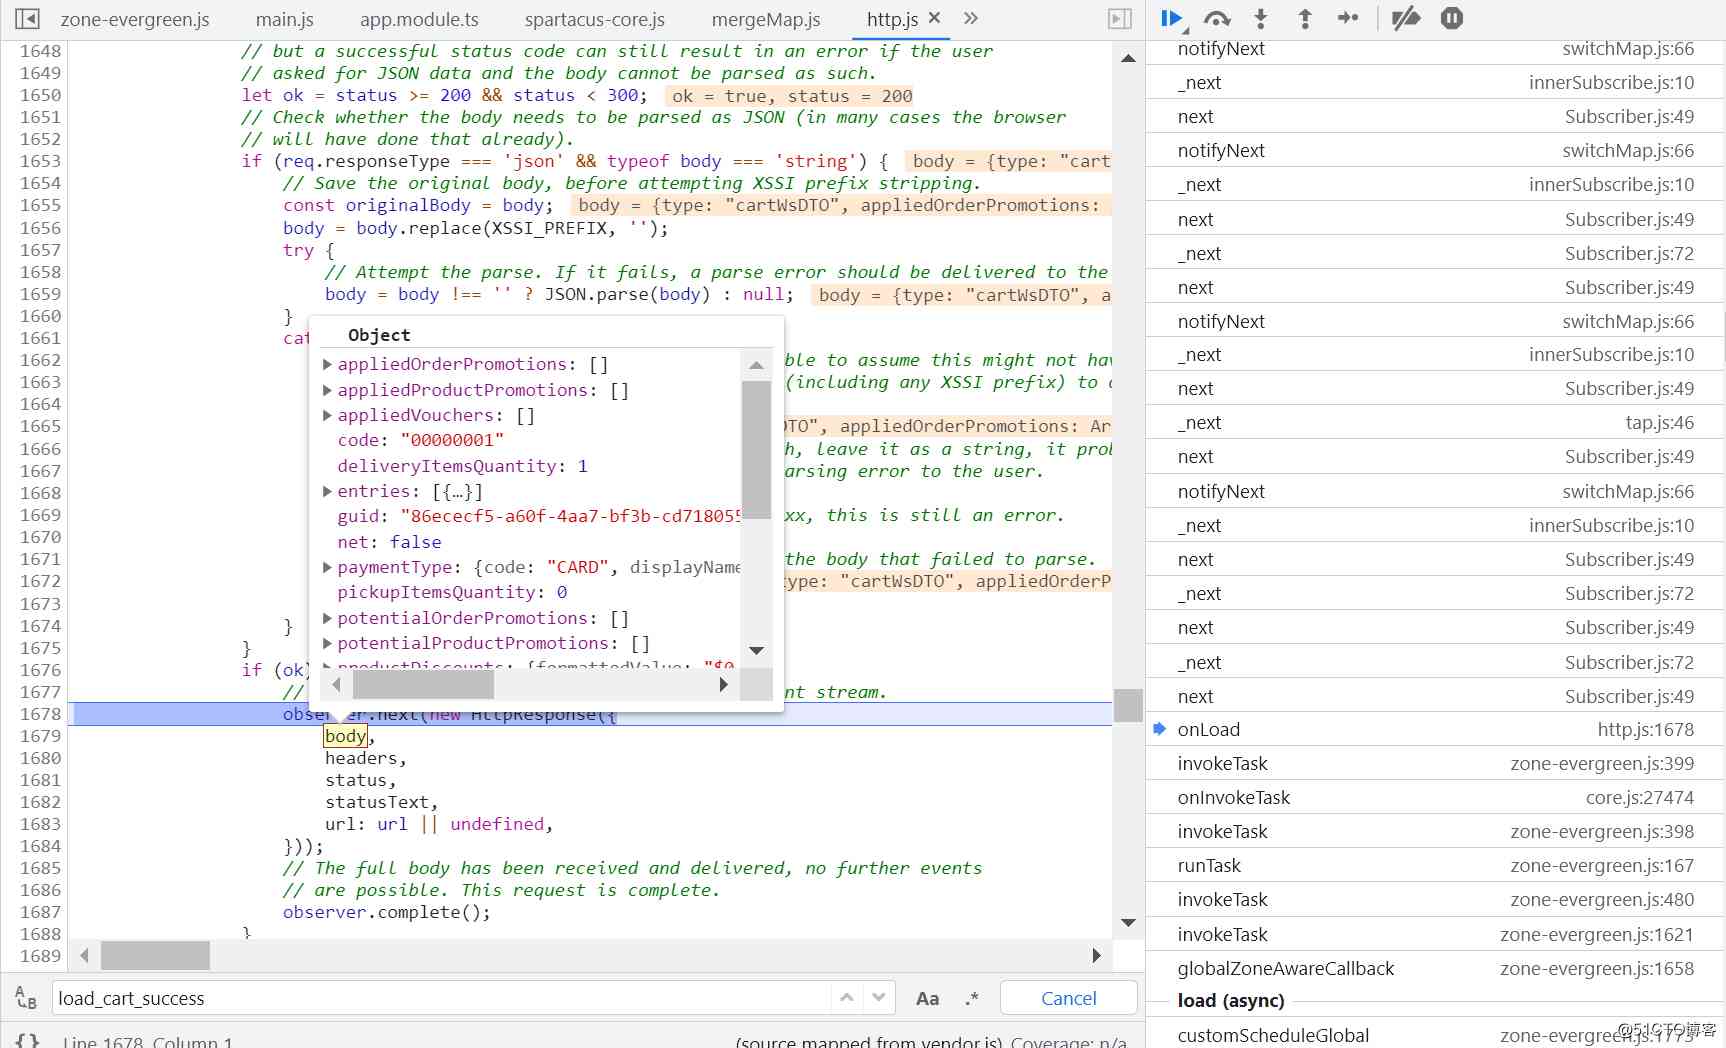 zone-evergreen.js main.js app.module.ts spartacus-core.js mergeMap.js http.js × »
1648 // but a successful status code can still result in an error if the user
1649 // asked for JSON data and the body cannot be parsed as such.
1650 let ok = status >= 200 && status < 300; ok = true, status = 200
1651 // Check whether the body needs to be parsed as JSON (in many cases the browser
1652 // will have done that already).
1653 if (req.responseType === 'json' && typeof body === 'string') { body = {type: "cart
1654 // Save the original body, before attempting XSSI prefix stripping.
1655 const originalBody = body; body = {type: "cartWsDTO", appliedOrderPromotions:
1656 body = body.replace(XSSI_PREFIX, '');
1657 try {
1658 // Attempt the parse. If it fails, a parse error should be delivered to the
1659 body = body !== '' ? JSON.parse(body) : null; body = {type: "cartWsDTO", a
1660 }
1661 cat
1662 ble to assume this might not hav
1663 (including any XSSI prefix) to
1664
1665 DTO", appliedOrderPromotions: Ar
1666 h, leave it as a string, it prob
1667 arsing error to the user.
1668
1669 xx, this is still an error.
1670
1671 the body that failed to parse.
1672 type: "cartWsDTO", appliedOrderP
1673
1674 }
1675 }
1676 if (ok)
1677 // nt stream.
1678 observer.next(new HttpResponse({
1679 body,
1680 headers,
1681 status,
1682 statusText,
1683 url: url || undefined,
1684 }));
1685 // The full body has been received and delivered, no further events
1686 // are possible. This request is complete.
1687 observer.complete();
1688 }
1689
Object
appliedOrderPromotions: []
appliedProductPromotions: []
appliedVouchers: []
code: "00000001"
deliveryItemsQuantity: 1
entries: [{…}]
guid: "86ececf5-a60f-4aa7-bf3b-cd718055
net: false
paymentType: {code: "CARD", displayName
pickupItemsQuantity: 0
potentialOrderPromotions: []
potentialProductPromotions: []
productDiscounts: {formattedValue: "$0
load_cart_success Aa .* Cancel
{} Line 1678, Column 1 (source mapped from vendor.js) Coverage: n/a
notifyNext switchMap.js:66
_next innerSubscribe.js:10
next Subscriber.js:49
notifyNext switchMap.js:66
_next innerSubscribe.js:10
next Subscriber.js:49
_next Subscriber.js:72
next Subscriber.js:49
notifyNext switchMap.js:66
_next innerSubscribe.js:10
next Subscriber.js:49
_next tap.js:46
next Subscriber.js:49
notifyNext switchMap.js:66
_next innerSubscribe.js:10
next Subscriber.js:49
_next Subscriber.js:72
next Subscriber.js:49
_next Subscriber.js:72
next Subscriber.js:49
onLoad http.js:1678
invokeTask zone-evergreen.js:399
onInvokeTask core.js:27474
invokeTask zone-evergreen.js:398
runTask zone-evergreen.js:167
invokeTask zone-evergreen.js:480
invokeTask zone-evergreen.js:1621
globalZoneAwareCallback zone-evergreen.js:1658
load (async)
customScheduleGlobal zone-evergreen.js:1773
@51CTO博客